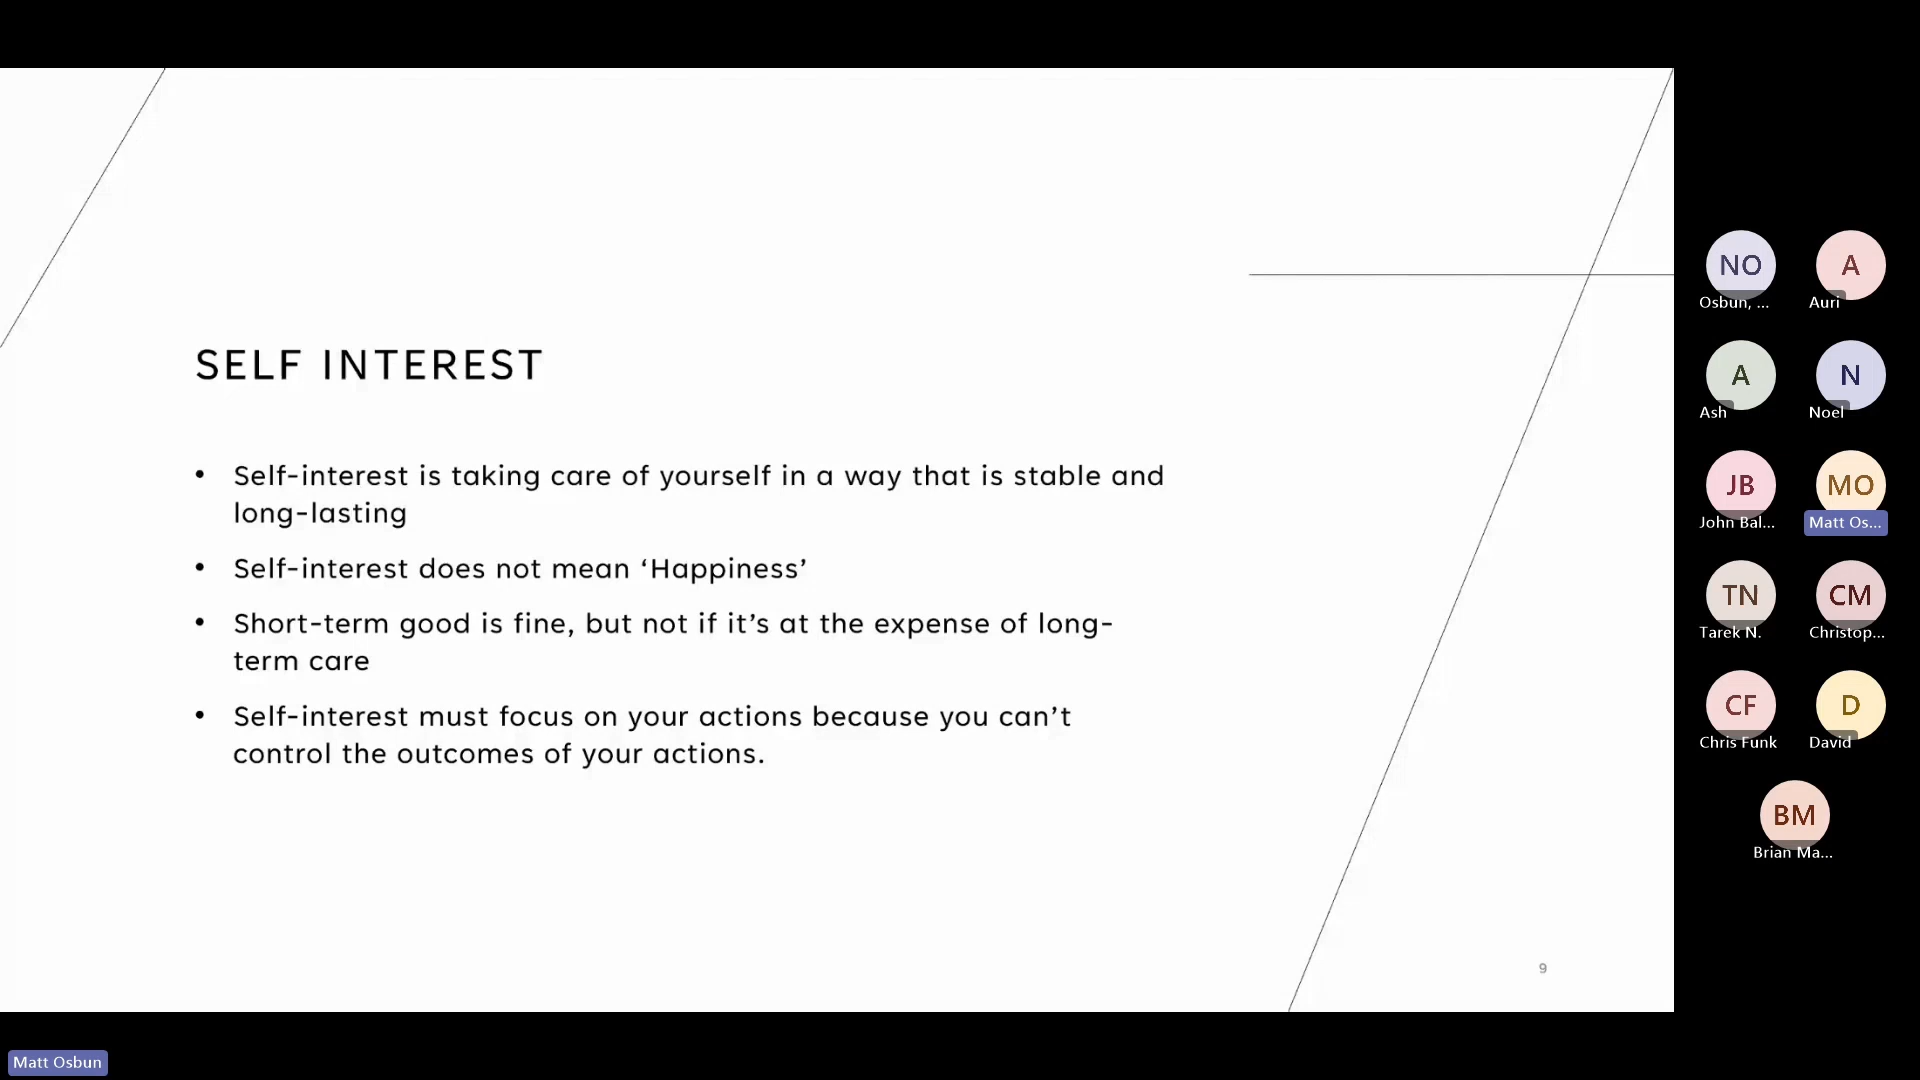 SELF INTEREST
• Self-interest is taking care of yourself in a way that is stable and
long-lasting
• Self-interest does not mean ‘Happiness’
• Short-term good is fine, but not if it’s at the expense of long-
term care
• Self-interest must focus on your actions because you can’t
control the outcomes of your actions.
9
NO
Osbun, ...
A
Auri
A
Ash
N
Noel
JB
John Bal...
MO
Matt Os...
TN
Tarek N.
CM
Christop...
CF
Chris Funk
D
David
BM
Brian Ma...
Matt Osbun